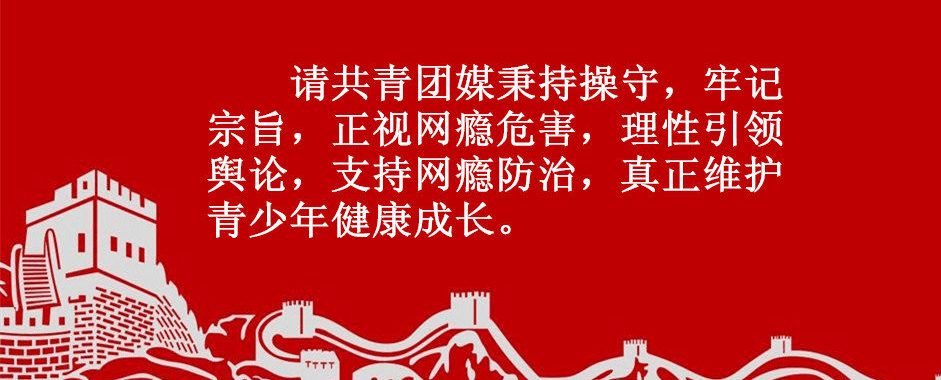 请共青团媒秉持操守，牢记
宗旨，正视网瘾危害，理性引领
舆论，支持网瘾防治，真正维护
青少年健康成长。